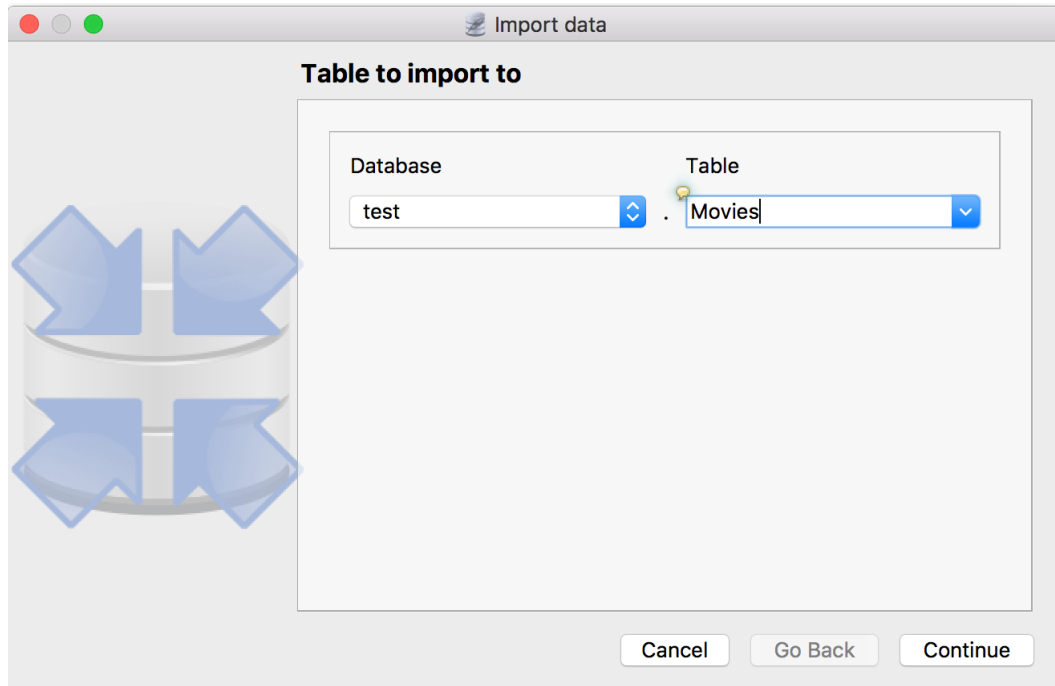 Import data
Table to import to
Database Table
test . Movies
Cancel Go Back Continue